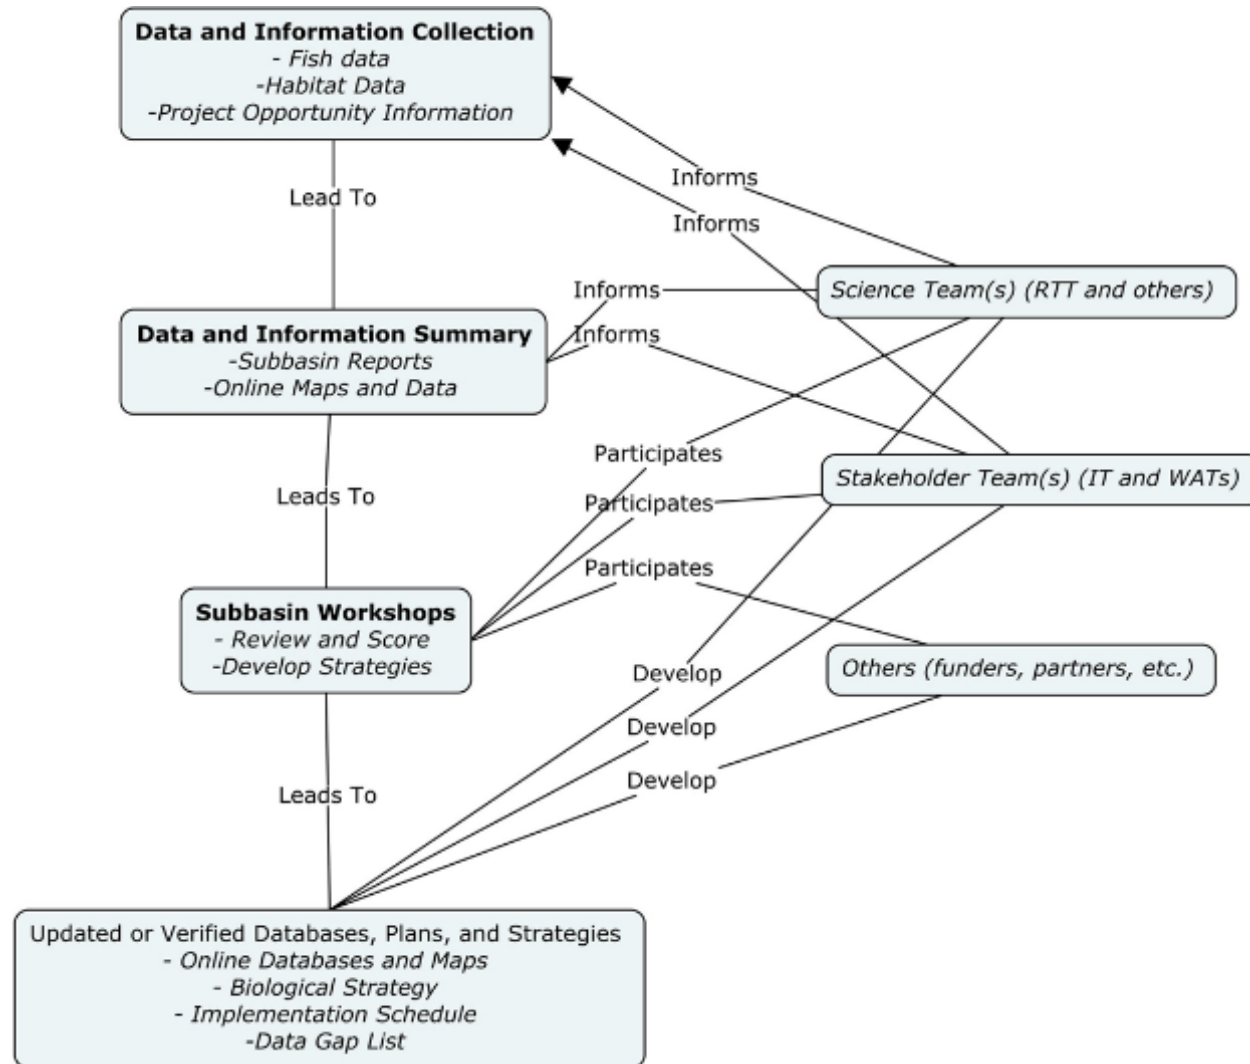 Data and Information Collection
- Fish data
-Habitat Data
-Project Opportunity Information
Lead To
Informs
Informs
Science Team(s) (RTT and others)
Informs
Informs
Data and Information Summary
-Subbasin Reports
-Online Maps and Data
Participates
Stakeholder Team(s) (IT and WATs)
Leads To
Participates
Participates
Subbasin Workshops
- Review and Score
-Develop Strategies
Others (funders, partners, etc.)
Develop
Develop
Develop
Leads To
Updated or Verified Databases, Plans, and Strategies
- Online Databases and Maps
- Biological Strategy
- Implementation Schedule
-Data Gap List